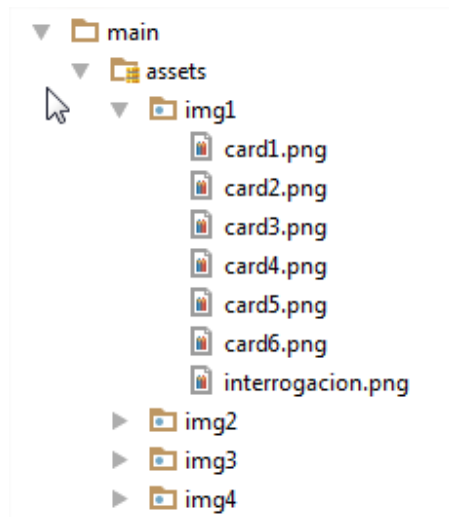 main
assets
img1
card1.png
card2.png
card3.png
card4.png
card5.png
card6.png
interrogacion.png
img2
img3
img4